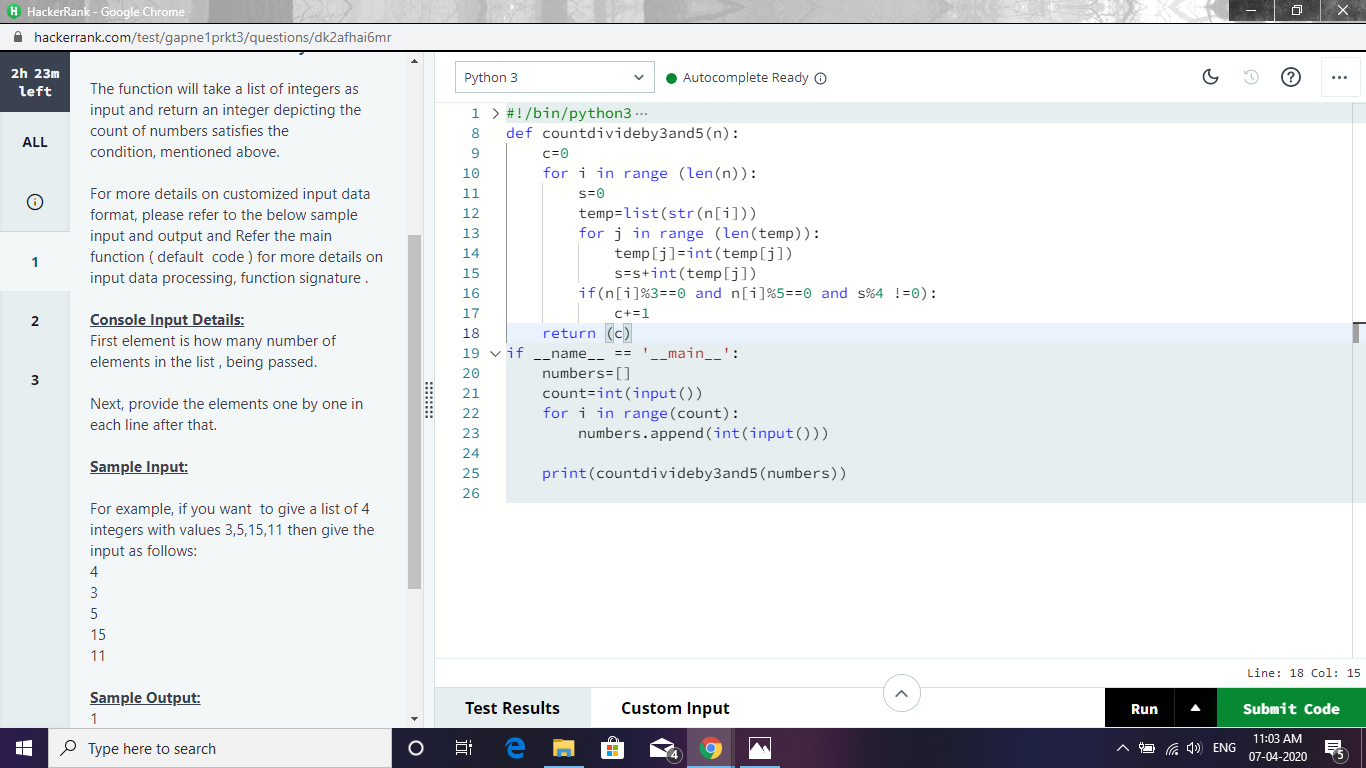 HackerRank - Google Chrome
hackerrank.com/test/gapne1prkt3/questions/dk2afhai6mr
2h 23m
left
ALL
1
2
3
The function will take a list of integers as
input and return an integer depicting the
count of numbers satisfies the
condition, mentioned above.
For more details on customized input data
format, please refer to the below sample
input and output and Refer the main
function ( default code ) for more details on
input data processing, function signature .
Console Input Details:
First element is how many number of
elements in the list , being passed.
Next, provide the elements one by one in
each line after that.
Sample Input:
For example, if you want to give a list of 4
integers with values 3,5,15,11 then give the
input as follows:
4
3
5
15
11
Sample Output:
1
Python 3
Autocomplete Ready
1 #!/bin/python3 ...
8 def countdivideby3and5(n):
9 c=0
10 for i in range (len(n)):
11 s=0
12 temp=list(str(n[i]))
13 for j in range (len(temp)):
14 temp[j]=int(temp[j])
15 s=s+int(temp[j])
16 if(n[i]%3==0 and n[i]%5==0 and s%4 !=0):
17 c+=1
18 return (c)
19 if __name__ == '__main__':
20 numbers=[]
21 count=int(input())
22 for i in range(count):
23 numbers.append(int(input()))
24
25 print(countdivideby3and5(numbers))
26
Line: 18 Col: 15
Test Results
Custom Input
Run
Submit Code
Type here to search
4
ENG
11:03 AM
07-04-2020
5